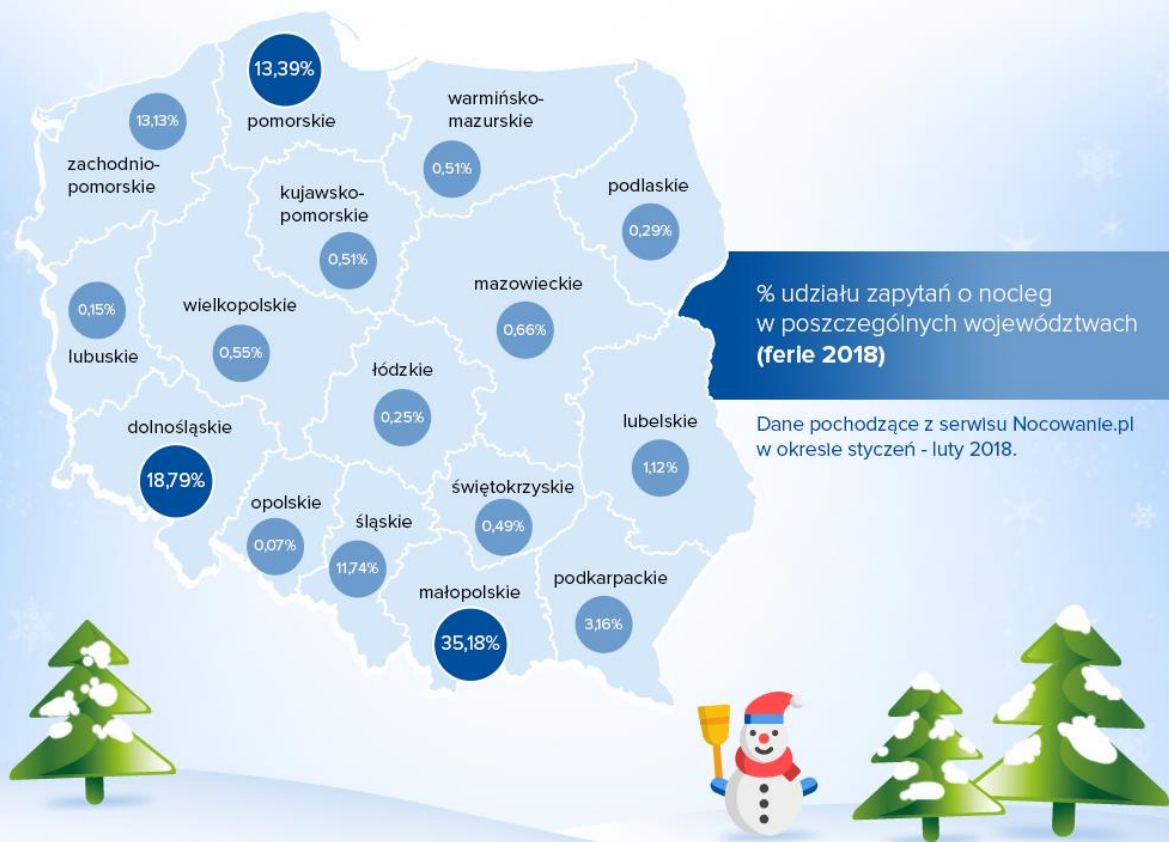 13,39%
pomorskie
13,13%
zachodnio-
pomorskie
warmińsko-
mazurskie
0,51%
kujawsko-
pomorskie
0,51%
podlaskie
0,29%
mazowieckie
0,66%
0,15%
lubuskie
wielkopolskie
0,55%
łódzkie
0,25%
% udziału zapytań o nocleg
w poszczególnych województwach
(ferie 2018)
Dane pochodzące z serwisu Nocowanie.pl
w okresie styczeń - luty 2018.
lubelskie
1,12%
dolnośląskie
18,79%
opolskie
0,07%
śląskie
11,74%
świętokrzyskie
0,49%
małopolskie
35,18%
podkarpackie
3,16%